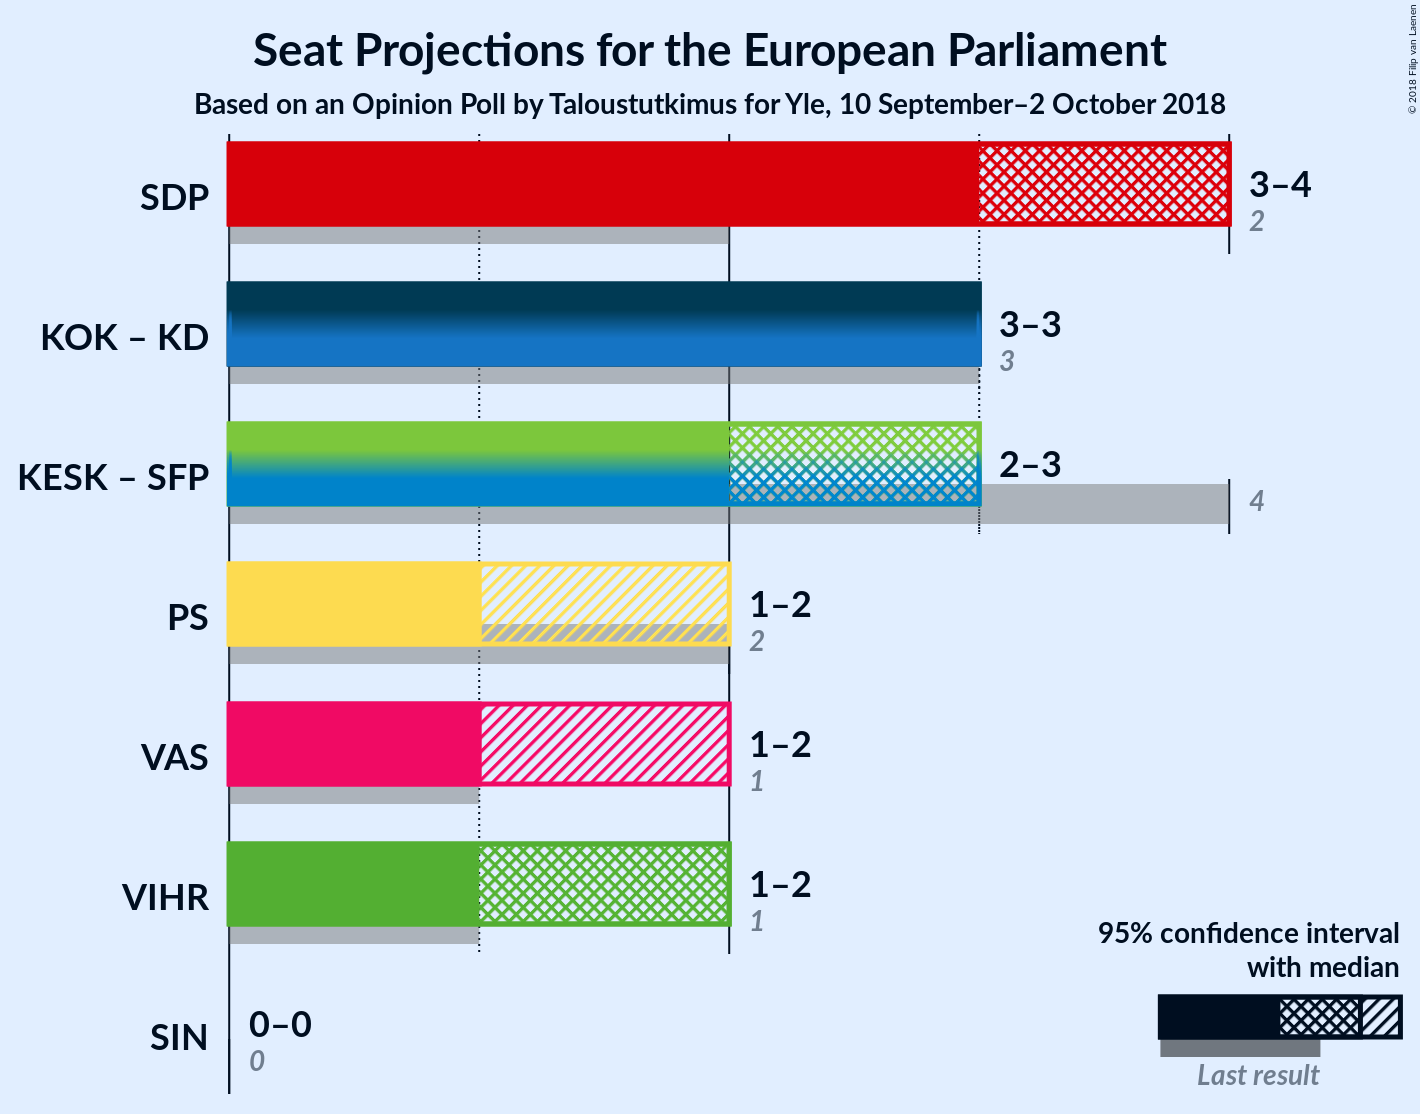 Seat Projections for the European Parliament
Based on an Opinion Poll by Taloustutkimus for Yle, 10 September–2 October 2018
© 2018 Filip van Laenen
SDP
3–4
2
KOK – KD
3–3
3
KESK – SFP
2–3
4
PS
1–2
2
VAS
1–2
1
VIHR
1–2
1
SIN
0–0
0
95% confidence interval
with median
Last result